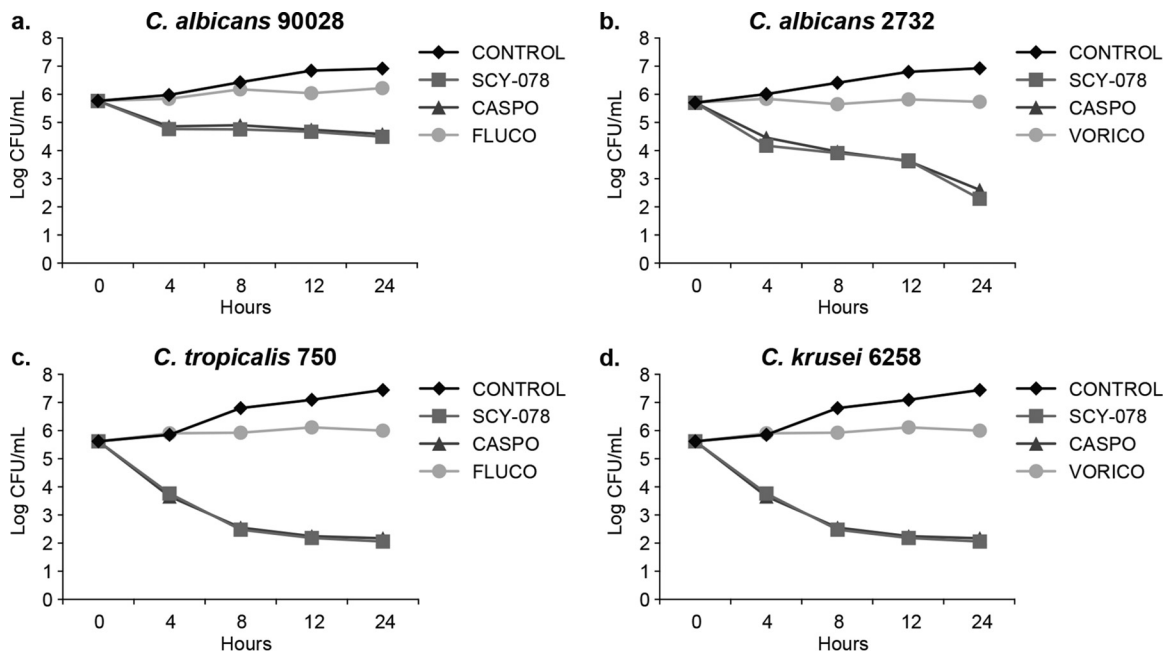 a.
C. albicans 90028
Log CFU/mL
8
7
6
5
4
3
2
1
0
0 4 8 12 24
Hours
CONTROL
SCY-078
CASPO
FLUCO
b.
C. albicans 2732
Log CFU/mL
8
7
6
5
4
3
2
1
0
0 4 8 12 24
Hours
CONTROL
SCY-078
CASPO
VORICO
c.
C. tropicalis 750
Log CFU/mL
8
7
6
5
4
3
2
1
0
0 4 8 12 24
Hours
CONTROL
SCY-078
CASPO
FLUCO
d.
C. krusei 6258
Log CFU/mL
8
7
6
5
4
3
2
1
0
0 4 8 12 24
Hours
CONTROL
SCY-078
CASPO
VORICO